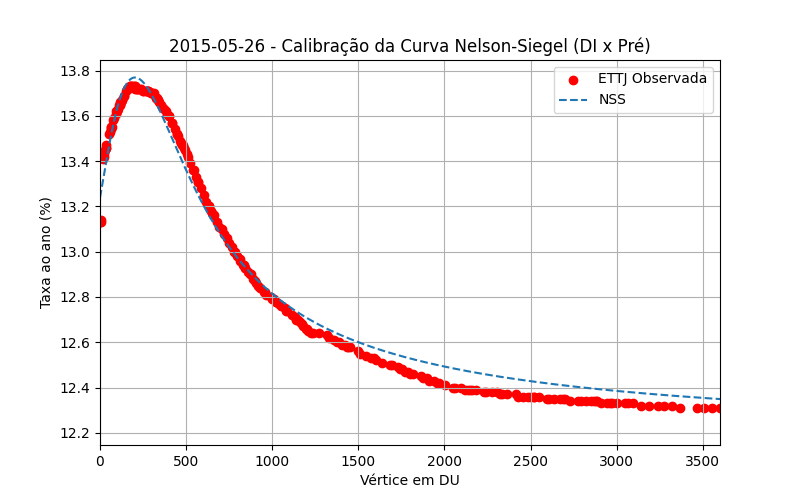 2015-05-26 - Calibração da Curva Nelson-Siegel (DI x Pré)
ETTJ Observada
NSS
Taxa ao ano (%)
13.8
13.6
13.4
13.2
13.0
12.8
12.6
12.4
12.2
0 500 1000 1500 2000 2500 3000 3500
Vértice em DU